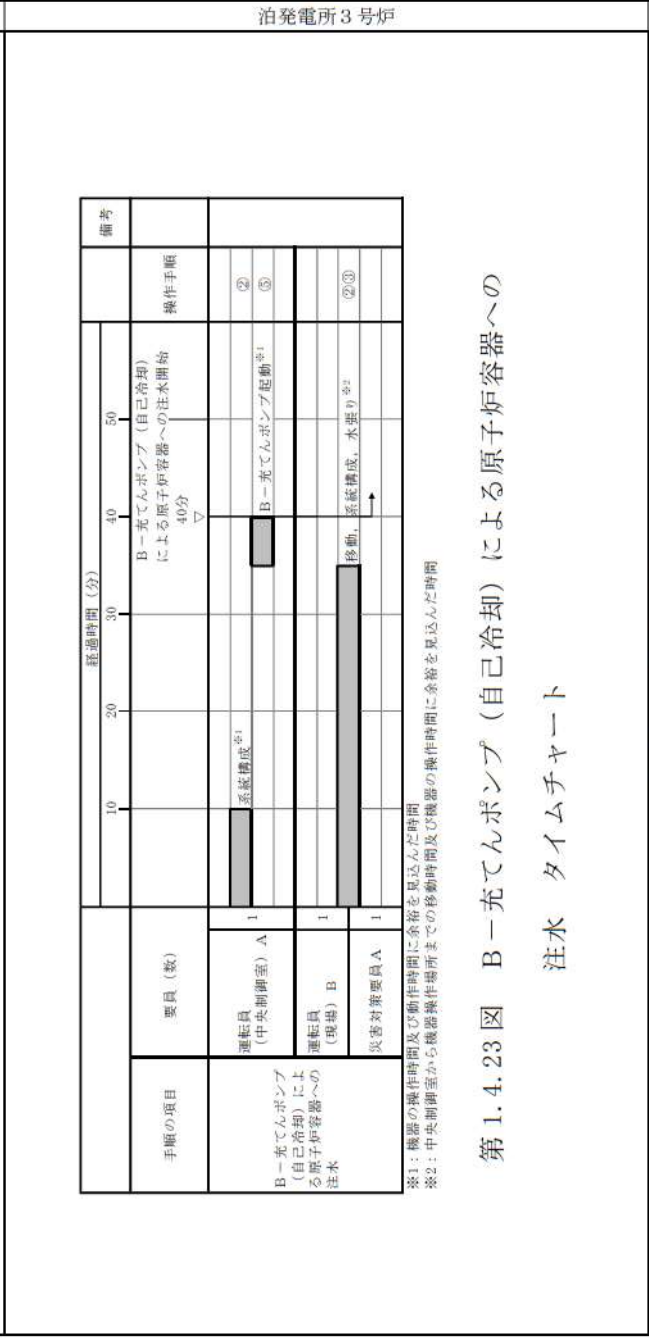 泊発電所3号炉
経過時間（分）
備考
10
20
30
40
50
手順の項目
要員（数）
B－充てんポンプ（自己冷却）
による原子炉容器への注水開始
40分
▽
操作手順
B－充てんポンプ
（自己冷却）によ
る原子炉容器への
注水
運転員
（中央制御室）A
1
系統構成※1
②
B－充てんポンプ起動※1
⑤
運転員
（現場）B
1
移動，系統構成，水張り※2
②③
災害対策要員A
1
※1：機器の操作時間及び動作時間に余裕を見込んだ時間
※2：中央制御室から機器操作場所までの移動時間及び機器の操作時間に余裕を見込んだ時間
第1.4.23図　B－充てんポンプ（自己冷却）による原子炉容器への
注水　タイムチャート